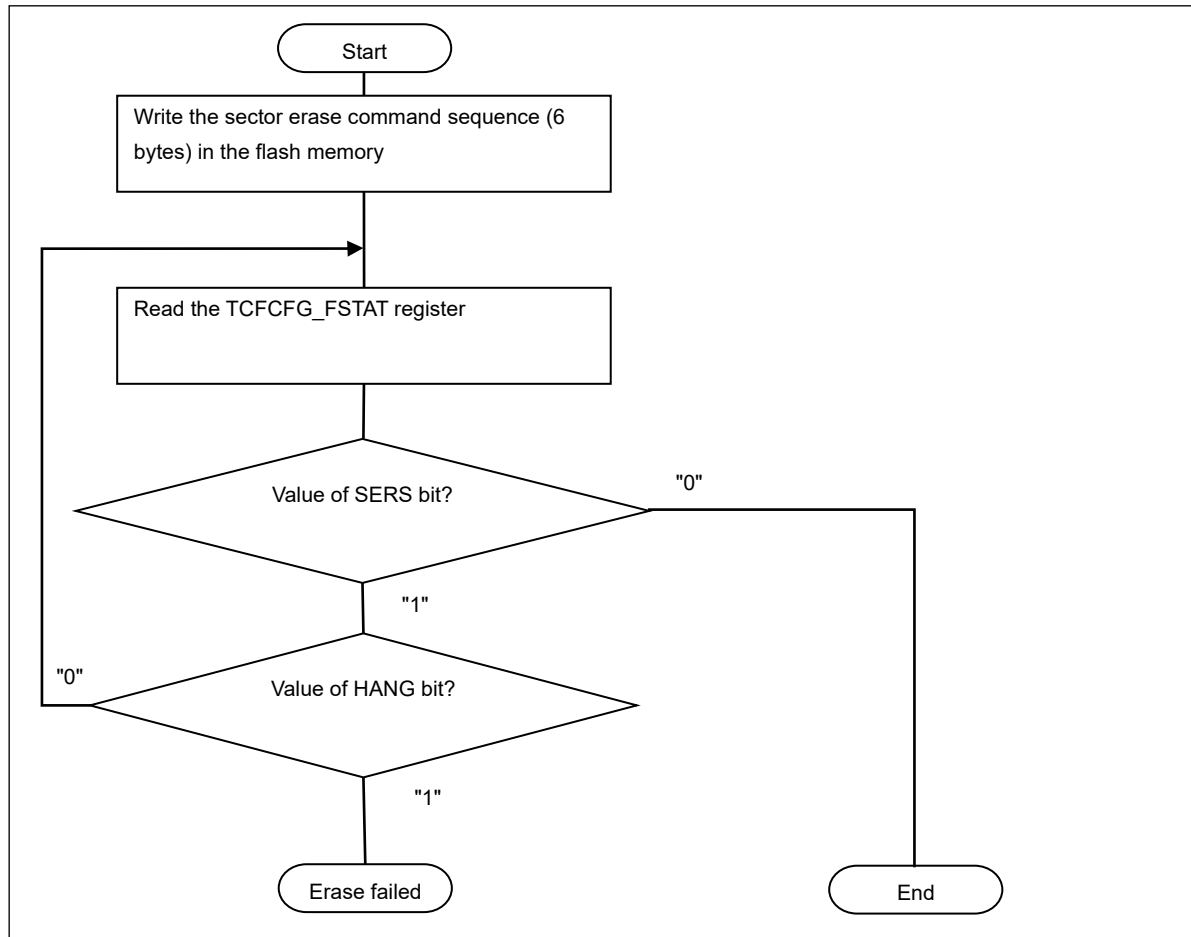 Start
Write the sector erase command sequence (6
bytes) in the flash memory
Read the TCFCFG_FSTAT register
Value of SERS bit?
"0"
"1"
"0"
Value of HANG bit?
"1"
Erase failed
End